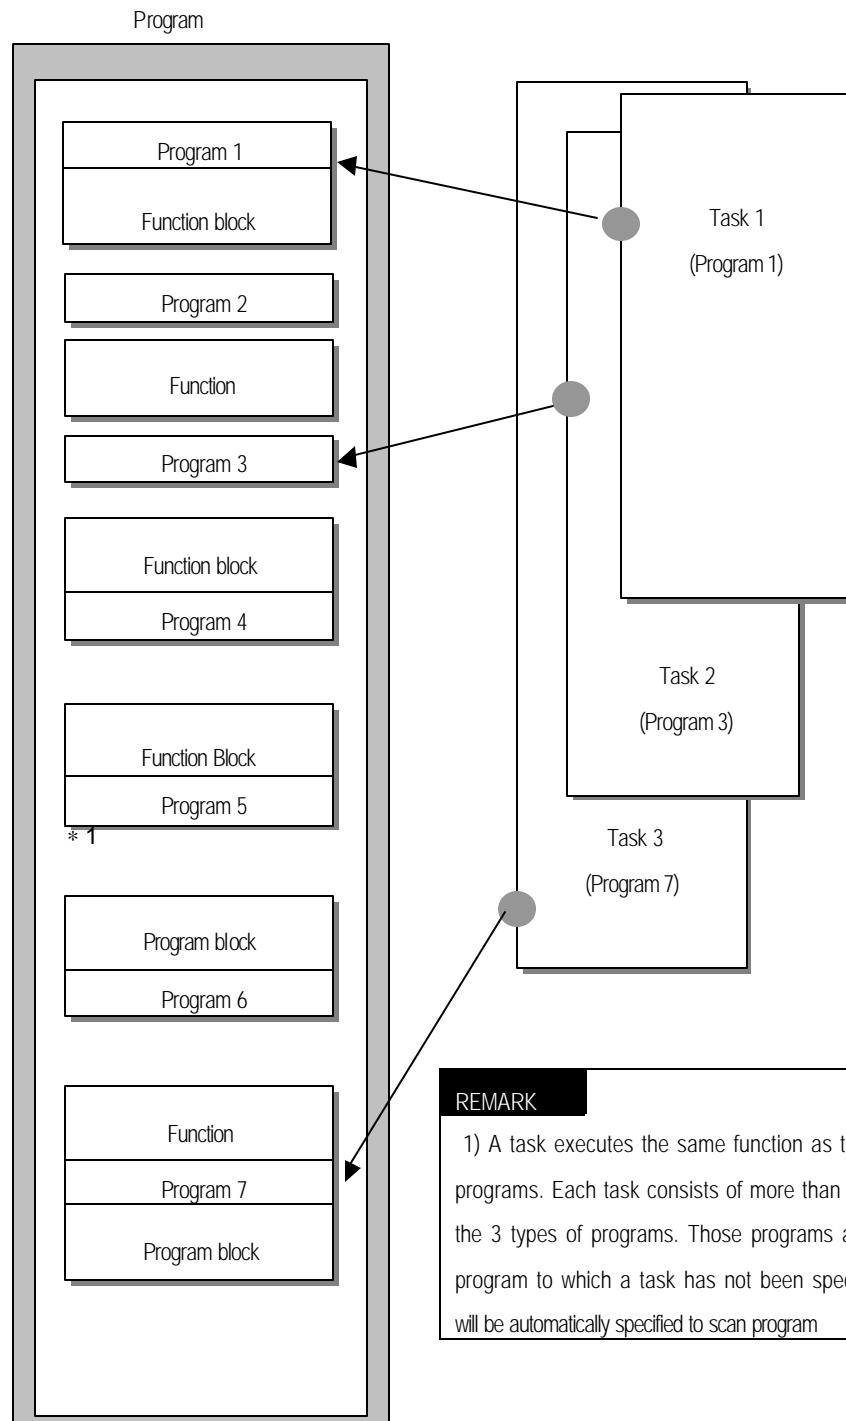 Program
Program 1
Function block
Program 2
Function
Program 3
Function block
Program 4
Function Block
Program 5
* 1
Program block
Program 6
Function
Program 7
Program block
Task 1
(Program 1)
Task 2
(Program 3)
Task 3
(Program 7)
REMARK
1) A task executes the same function as
programs. Each task consists of more than
the 3 types of programs. Those programs
program to which a task has not been
will be automatically specified to scan program